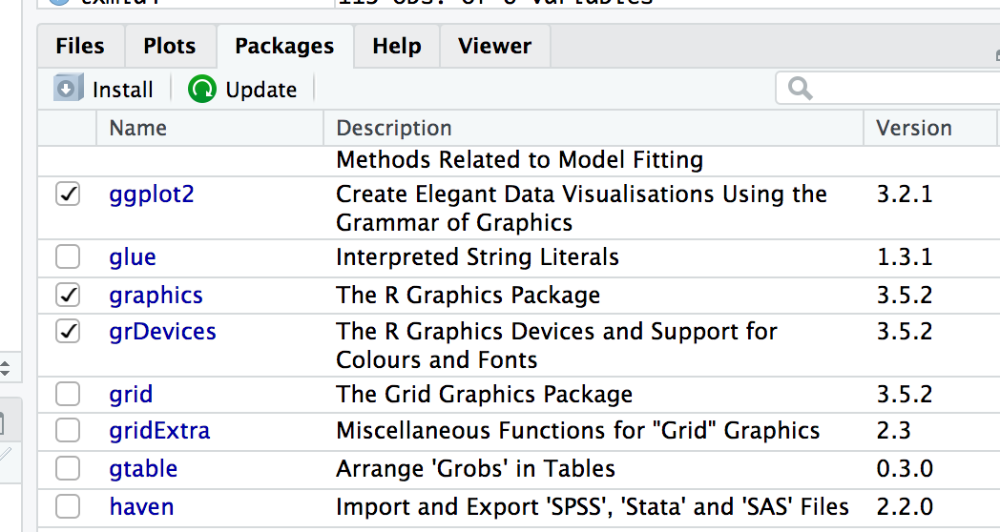 Files Plots Packages Help Viewer
Install Update
Name Description Version
Methods Related to Model Fitting
ggplot2 Create Elegant Data Visualisations Using the 3.2.1
Grammar of Graphics
glue Interpreted String Literals 1.3.1
graphics The R Graphics Package 3.5.2
grDevices The R Graphics Devices and Support for 3.5.2
Colours and Fonts
grid The Grid Graphics Package 3.5.2
gridExtra Miscellaneous Functions for "Grid" Graphics 2.3
gtable Arrange 'Grobs' in Tables 0.3.0
haven Import and Export 'SPSS', 'Stata' and 'SAS' Files 2.2.0